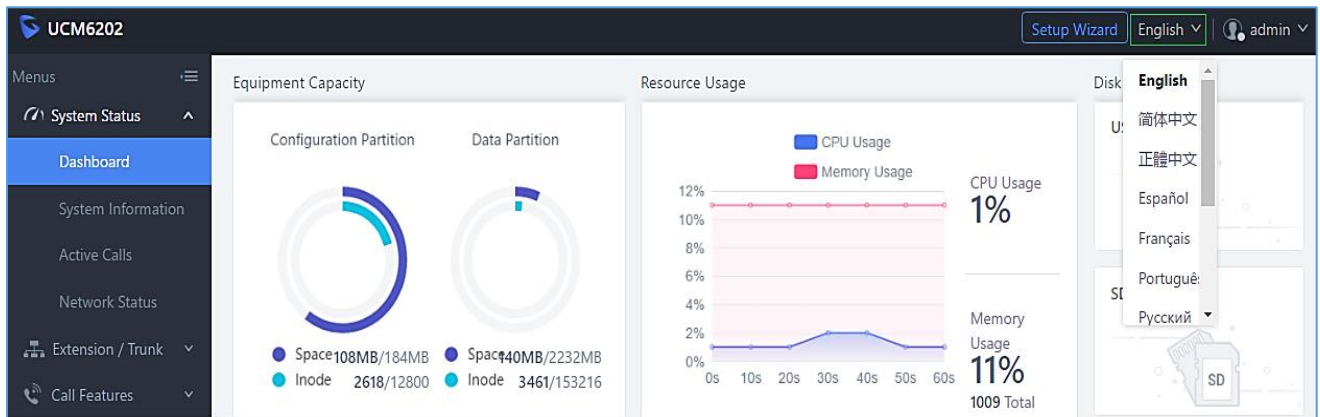 UCM6202
Setup Wizard
English
admin
Menus
System Status
Dashboard
System Information
Active Calls
Network Status
Extension / Trunk
Call Features
Equipment Capacity
Configuration Partition
Space 108MB/184MB
Inode 2618/12800
Data Partition
Space 140MB/2232MB
Inode 3461/153216
Resource Usage
CPU Usage
Memory Usage
12%
10%
8%
6%
4%
2%
0%
0s 10s 20s 30s 40s 50s 60s
CPU Usage
1%
Memory
Usage
11%
1009 Total
Disk
SD
English
简体中文
正體中文
Español
Français
Portuguê
Русский